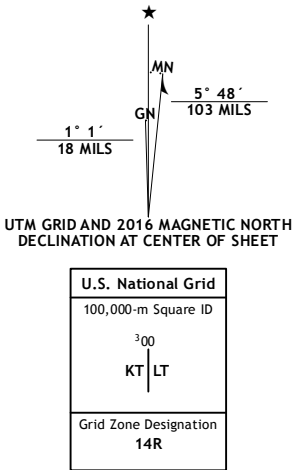 MN
GN
5° 48´
103 MILS
1° 1´
18 MILS
UTM GRID AND 2016 MAGNETIC NORTH
DECLINATION AT CENTER OF SHEET
U.S. National Grid
100,000-m Square ID
³00
KT LT
Grid Zone Designation
14R